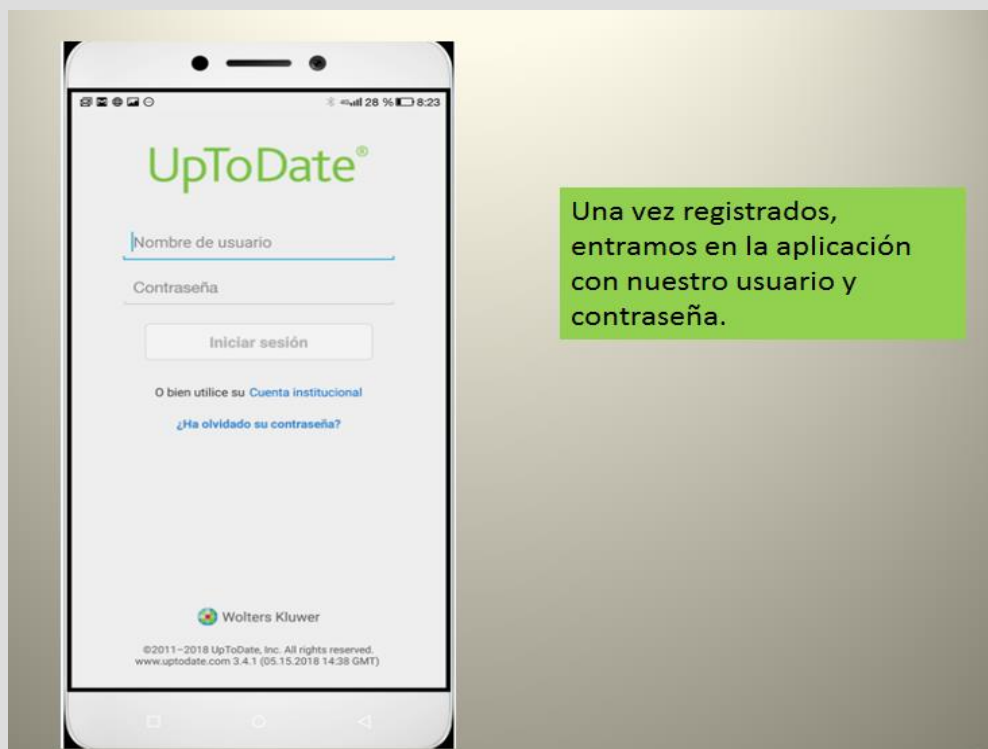 28 % 8:23
UpToDate®
Nombre de usuario
Contraseña
Iniciar sesión
O bien utilice su Cuenta institucional
¿Ha olvidado su contraseña?
Wolters Kluwer
©2011-2018 UpToDate, Inc. All rights reserved.
www.uptodate.com 3.4.1 (05.15.2018 14:38 GMT)
Una vez registrados,
entramos en la aplicación
con nuestro usuario y
contraseña.